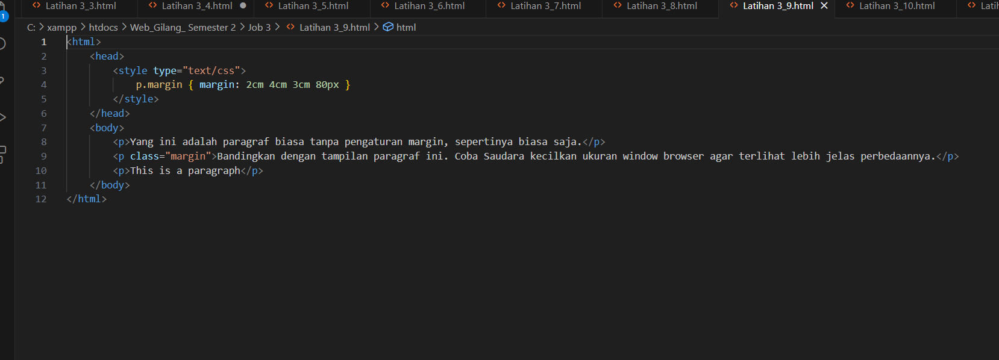 Latihan 3_3.html Latihan 3_4.html Latihan 3_5.html Latihan 3_6.html Latihan 3_7.html Latihan 3_8.html Latihan 3_9.html Latihan 3_10.html
1
C: > xampp > htdocs > Web_Gilang_ Semester 2 > Job 3 > Latihan 3_9.html > html
1 <html>
2 <head>
3 <style type="text/css">
4 p.margin { margin: 2cm 4cm 3cm 80px }
5 </style>
6 </head>
7 <body>
8 <p>Yang ini adalah paragraf biasa tanpa pengaturan margin, sepertinya biasa saja.</p>
9 <p class="margin">Bandingkan dengan tampilan paragraf ini. Coba Saudara kecilkan ukuran window browser agar terlihat lebih jelas perbedaannya.</p>
10 <p>This is a paragraph</p>
11 </body>
12 </html>